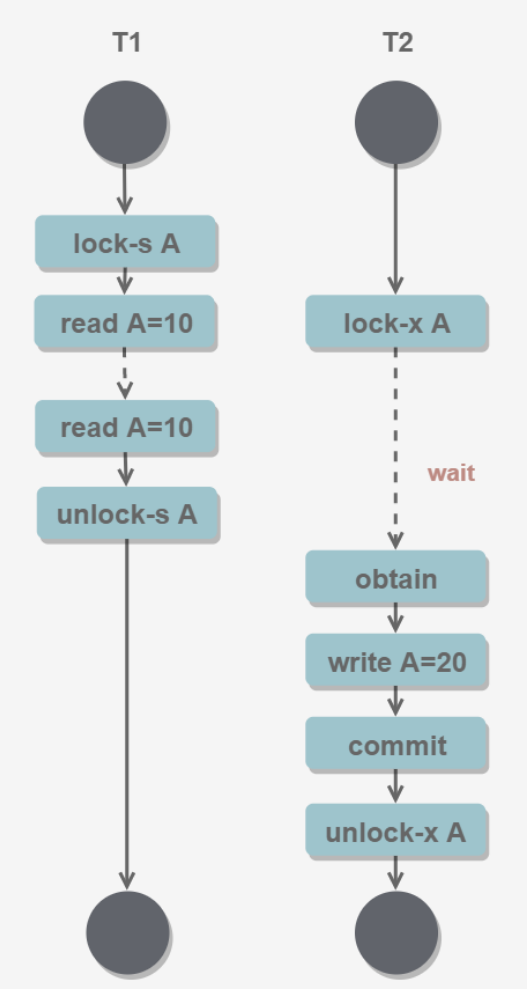 T1
T2
lock-s A
read A=10
lock-x A
read A=10
wait
unlock-s A
obtain
write A=20
commit
unlock-x A